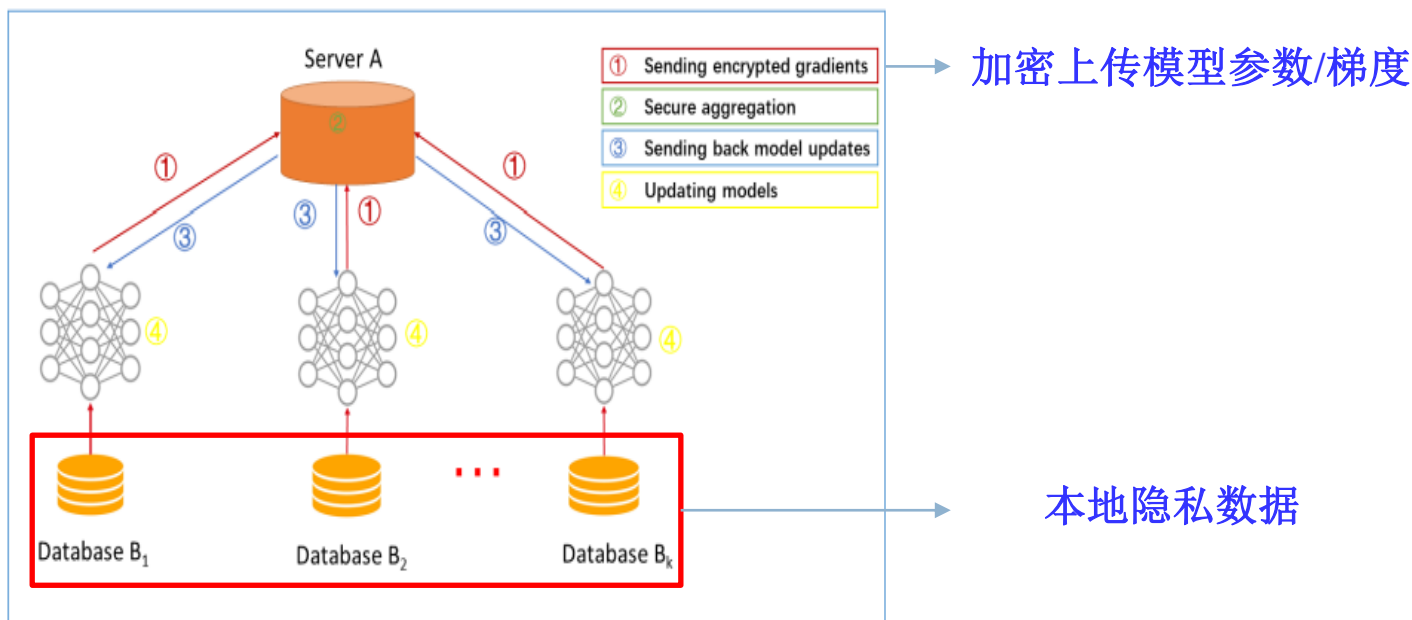 Server A
②
① Sending encrypted gradients
② Secure aggregation
③ Sending back model updates
④ Updating models
加密上传模型参数/梯度
①
①
③
③
①
③
④
④
④
...
本地隐私数据
Database B1
Database B2
Database Bk